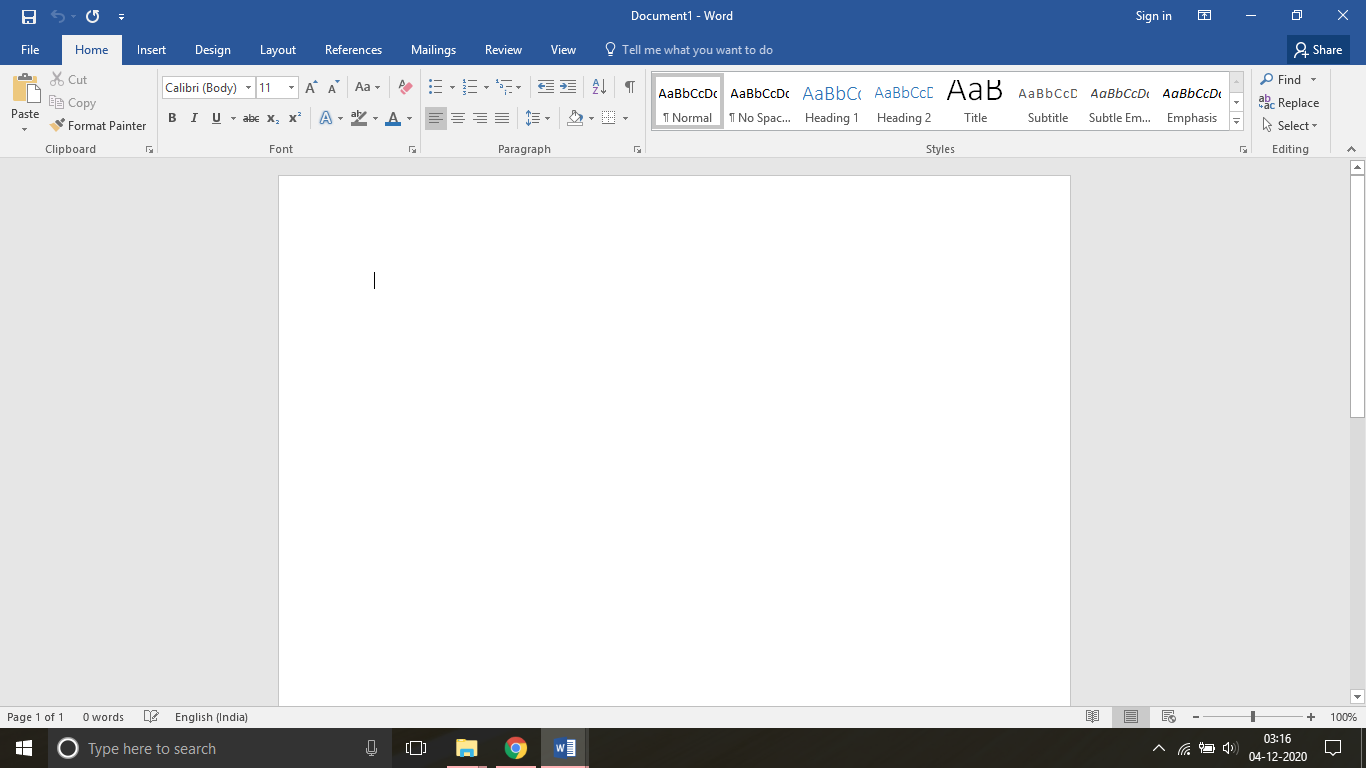 Document1 - Word
Sign in
File Home Insert Design Layout References Mailings Review View Tell me what you want to do Share
Paste
Cut
Copy
Format Painter
Clipboard
Calibri (Body) 11
Aa
B I U abc x₂ x²
A A
Font
Paragraph
AaBbCcDc AaBbCcDc AaBbCc AaBbCcD AaB AaBbCcD AaBbCcDc AaBbCcDc
¶ Normal ¶ No Spac... Heading 1 Heading 2 Title Subtitle Subtle Em... Emphasis
Styles
Find
Replace
Select
Editing
Page 1 of 1 0 words English (India) 100%
Type here to search
03:16
04-12-2020